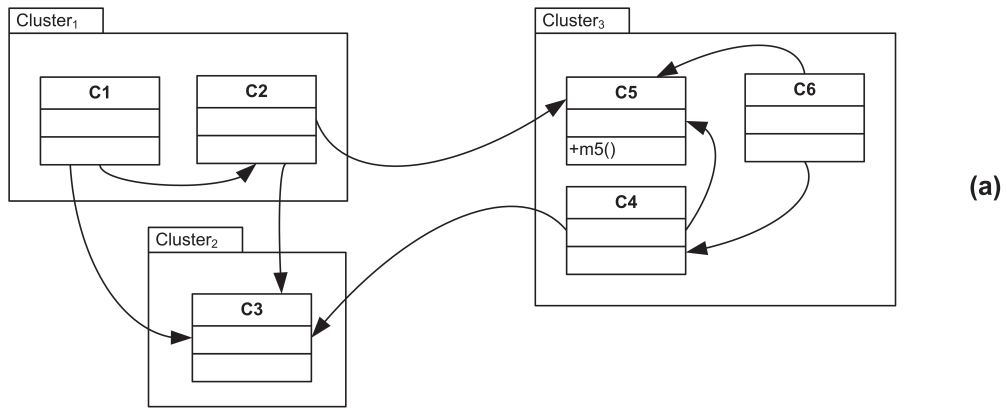 Cluster₁
C1
C2
Cluster₂
C3
Cluster₃
C5
+m5()
C6
C4
(a)